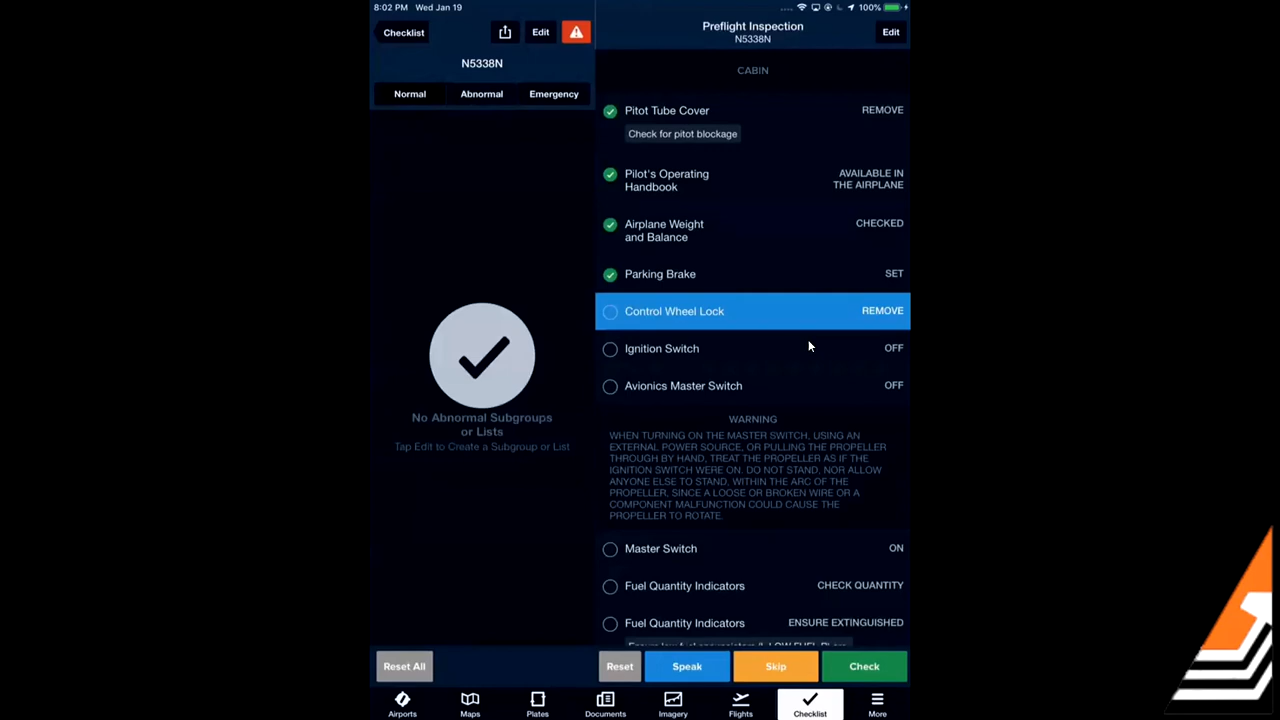 8:02 PM Wed Jan 19
100%
Checklist
Edit
N5338N
Normal
Abnormal
Emergency
No Abnormal Subgroups
or Lists
Tap Edit to Create a Subgroup or List
Reset All
Preflight Inspection
N5338N
Edit
CABIN
Pitot Tube Cover
REMOVE
Check for pitot blockage
Pilot's Operating
Handbook
AVAILABLE IN
THE AIRPLANE
Airplane Weight
and Balance
CHECKED
Parking Brake
SET
Control Wheel Lock
REMOVE
Ignition Switch
OFF
Avionics Master Switch
OFF
WARNING
WHEN TURNING ON THE MASTER SWITCH, USING AN
EXTERNAL POWER SOURCE, OR PULLING THE PROPELLER
THROUGH BY HAND, TREAT THE PROPELLER AS IF THE
IGNITION SWITCH WERE ON. DO NOT STAND, NOR ALLOW
ANYONE ELSE TO STAND, WITHIN THE ARC OF THE
PROPELLER, SINCE A LOOSE OR BROKEN WIRE OR A
COMPONENT MALFUNCTION COULD CAUSE THE
PROPELLER TO ROTATE.
Master Switch
ON
Fuel Quantity Indicators
CHECK QUANTITY
Fuel Quantity Indicators
ENSURE EXTINGUISHED
Reset
Speak
Skip
Check
Airports
Maps
Plates
Documents
Imagery
Flights
Checklist
More